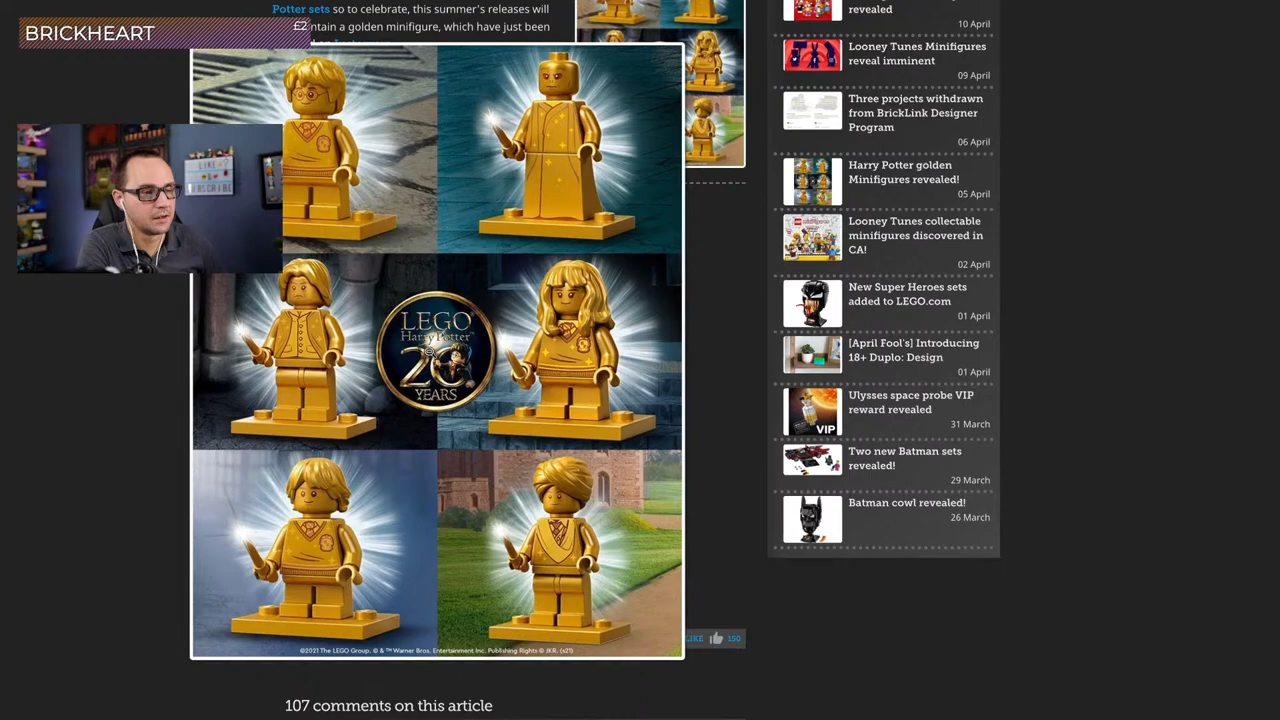 BRICKHEART
£2
Potter sets so to celebrate, this summer's releases will
ntain a golden minifigure, which have just been
LIKE
&
SUBSCRIBE
LEGO
Harry Potter™
20
YEARS
©2021 The LEGO Group. © & ™ Warner Bros. Entertainment Inc. Publishing Rights © JKR. (s21)
LIKE
150
107 comments on this article
revealed
10 April
Looney Tunes Minifigures
reveal imminent
09 April
Three projects withdrawn
from BrickLink Designer
Program
06 April
Harry Potter golden
Minifigures revealed!
05 April
Looney Tunes collectable
minifigures discovered in
CA!
02 April
New Super Heroes sets
added to LEGO.com
01 April
[April Fool's] Introducing
18+ Duplo: Design
01 April
Ulysses space probe VIP
reward revealed
VIP
31 March
Two new Batman sets
revealed!
29 March
Batman cowl revealed!
26 March